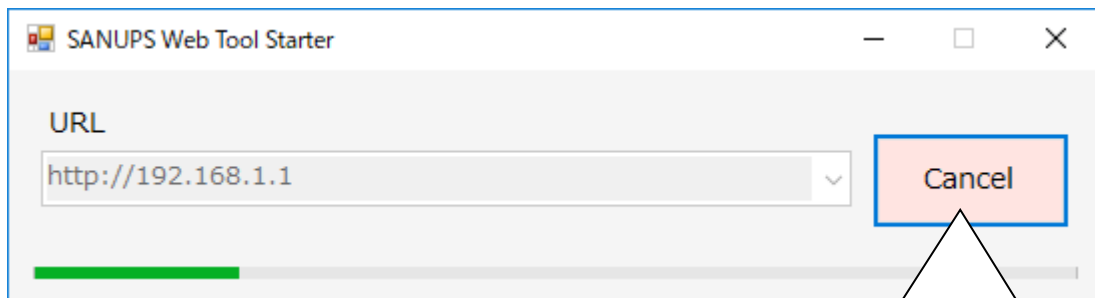 SANUPS Web Tool Starter
URL
http://192.168.1.1
Cancel